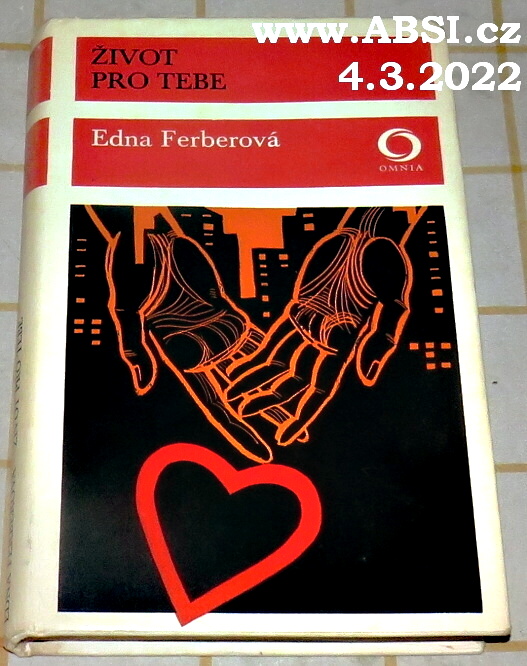 www.ABSI.cz
4.3.2022
ŽIVOT
PRO TEBE
Edna Ferberová
OMNIA